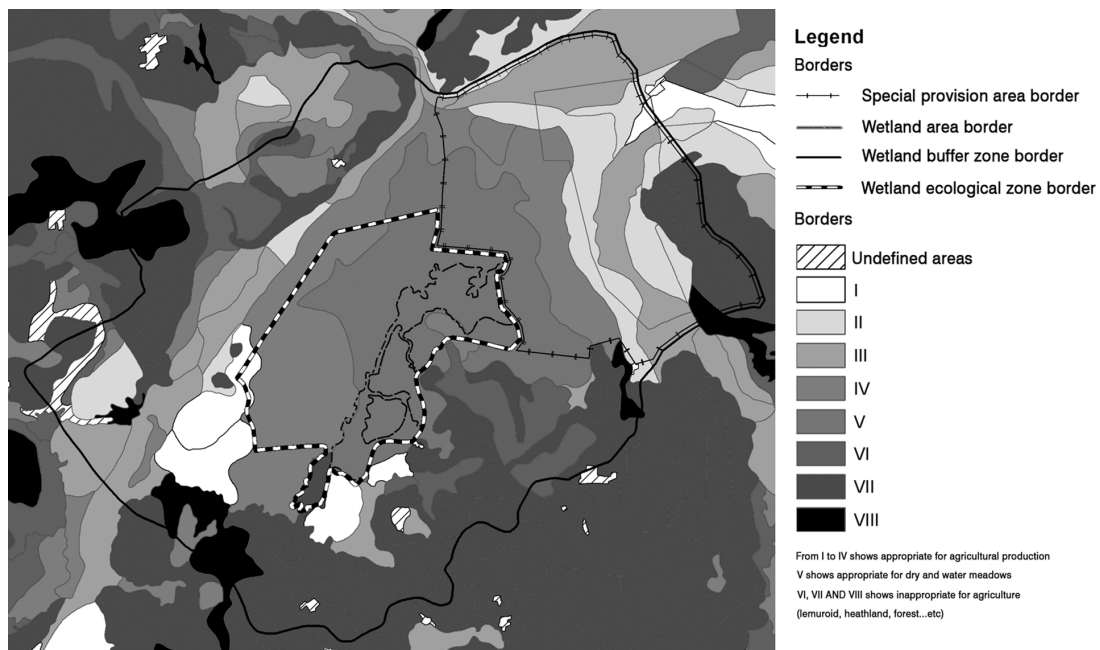 Legend
Borders
Special provision area border
Wetland area border
Wetland buffer zone border
Wetland ecological zone border
Borders
Undefined areas
I
II
III
IV
V
VI
VII
VIII
From I to IV shows appropriate for agricultural production
V shows appropriate for dry and water meadows
VI, VII AND VIII shows inappropriate for agriculture
(lemuroid, heathland, forest...etc)